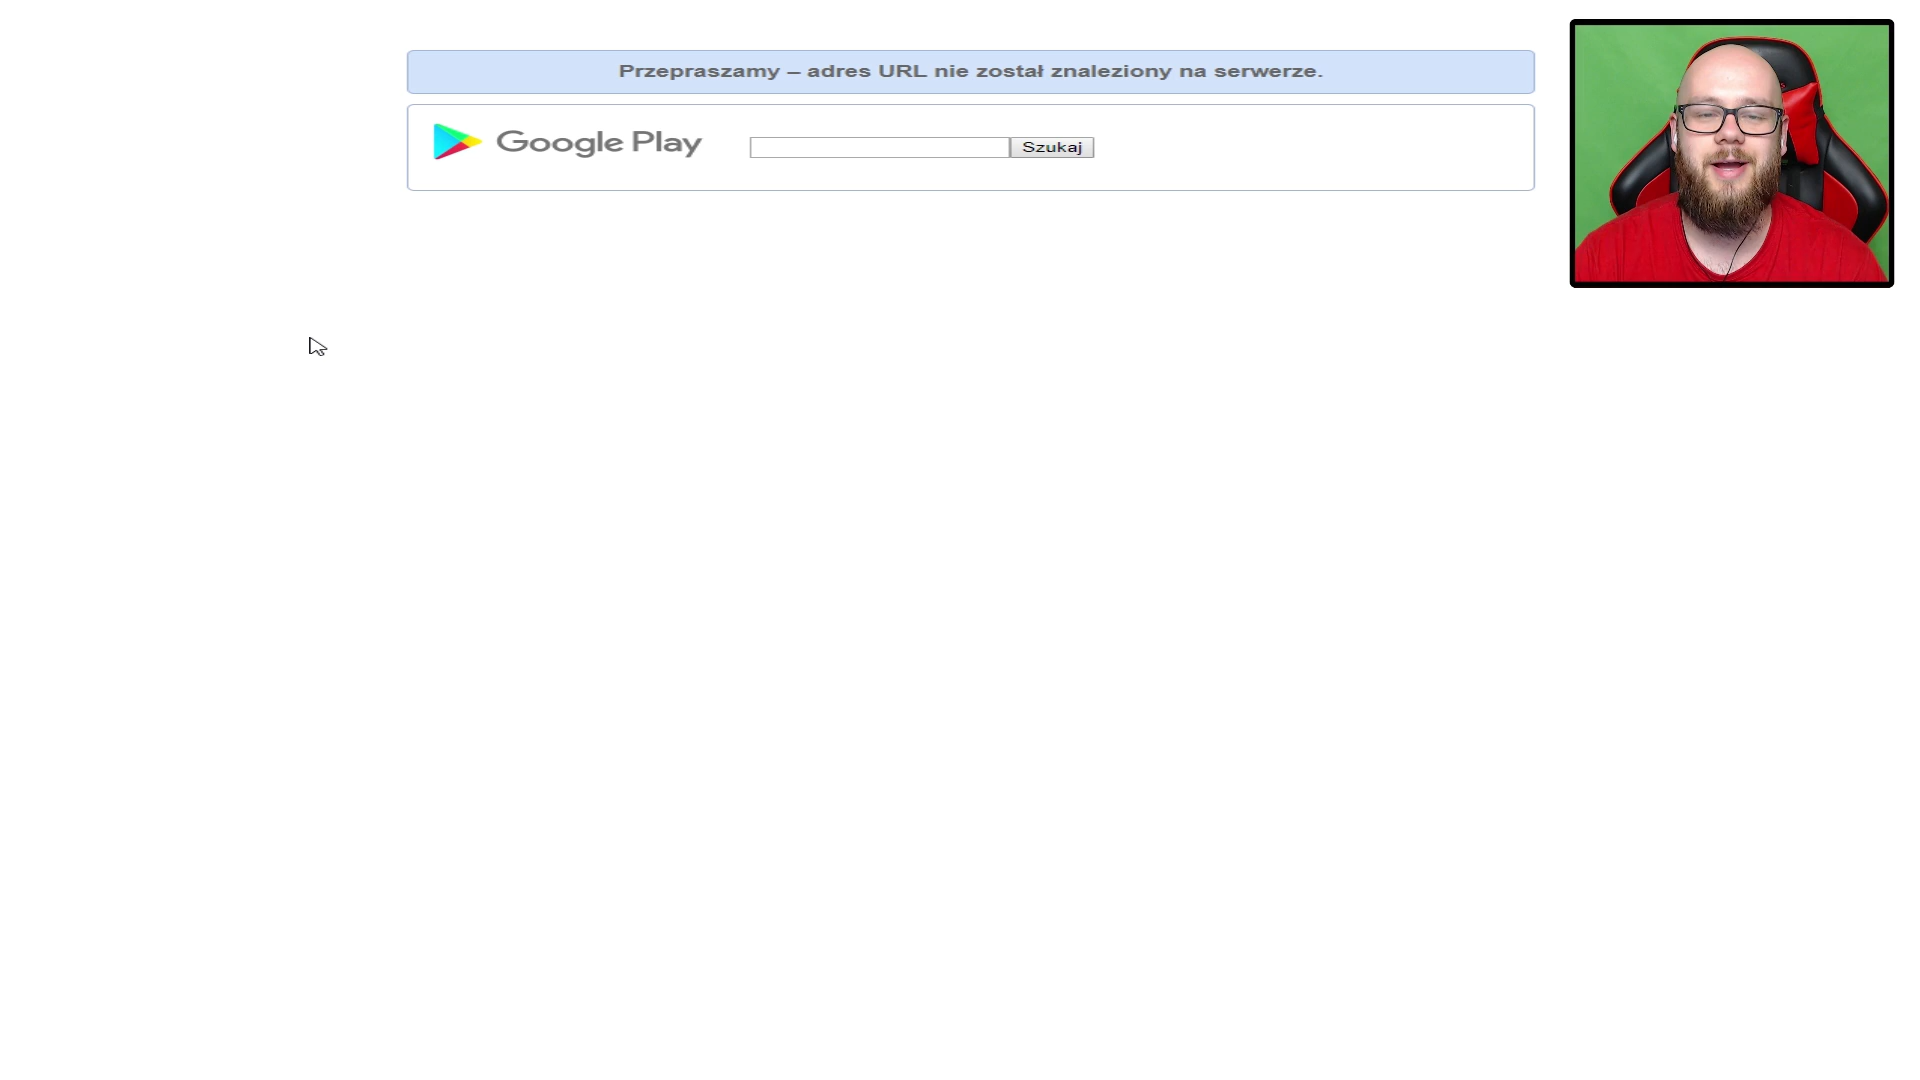 Przepraszamy – adres URL nie został znaleziony na serwerze.
Google Play
Szukaj